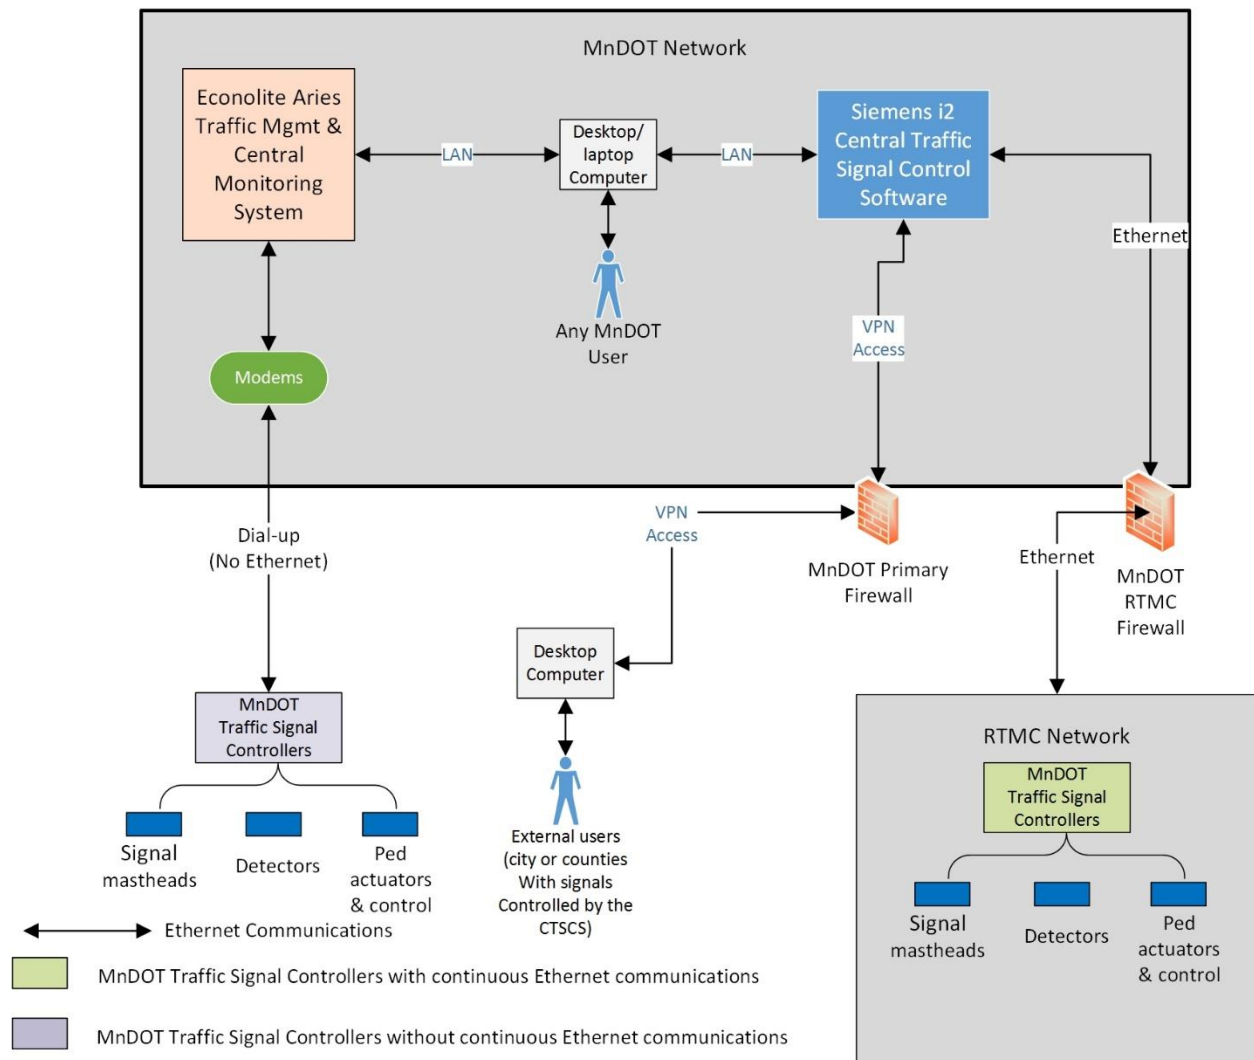 MnDOT Network
Econolite Aries
Traffic Mgmt &
Central
Monitoring
System
LAN
Desktop/
laptop
Computer
LAN
Siemens i2
Central Traffic
Signal Control
Software
Ethernet
Any MnDOT
User
VPN
Access
Modems
Dial-up
(No Ethernet)
VPN
Access
MnDOT Primary
Firewall
Ethernet
MnDOT
RTMC
Firewall
Desktop
Computer
MnDOT
Traffic Signal
Controllers
Signal
mastheads
Detectors
Ped
actuators
& control
External users
(city or counties
With signals
Controlled by the
CTSCS)
RTMC Network
MnDOT
Traffic Signal
Controllers
Signal
mastheads
Detectors
Ped
actuators
& control
Ethernet Communications
MnDOT Traffic Signal Controllers with continuous Ethernet communications
MnDOT Traffic Signal Controllers without continuous Ethernet communications